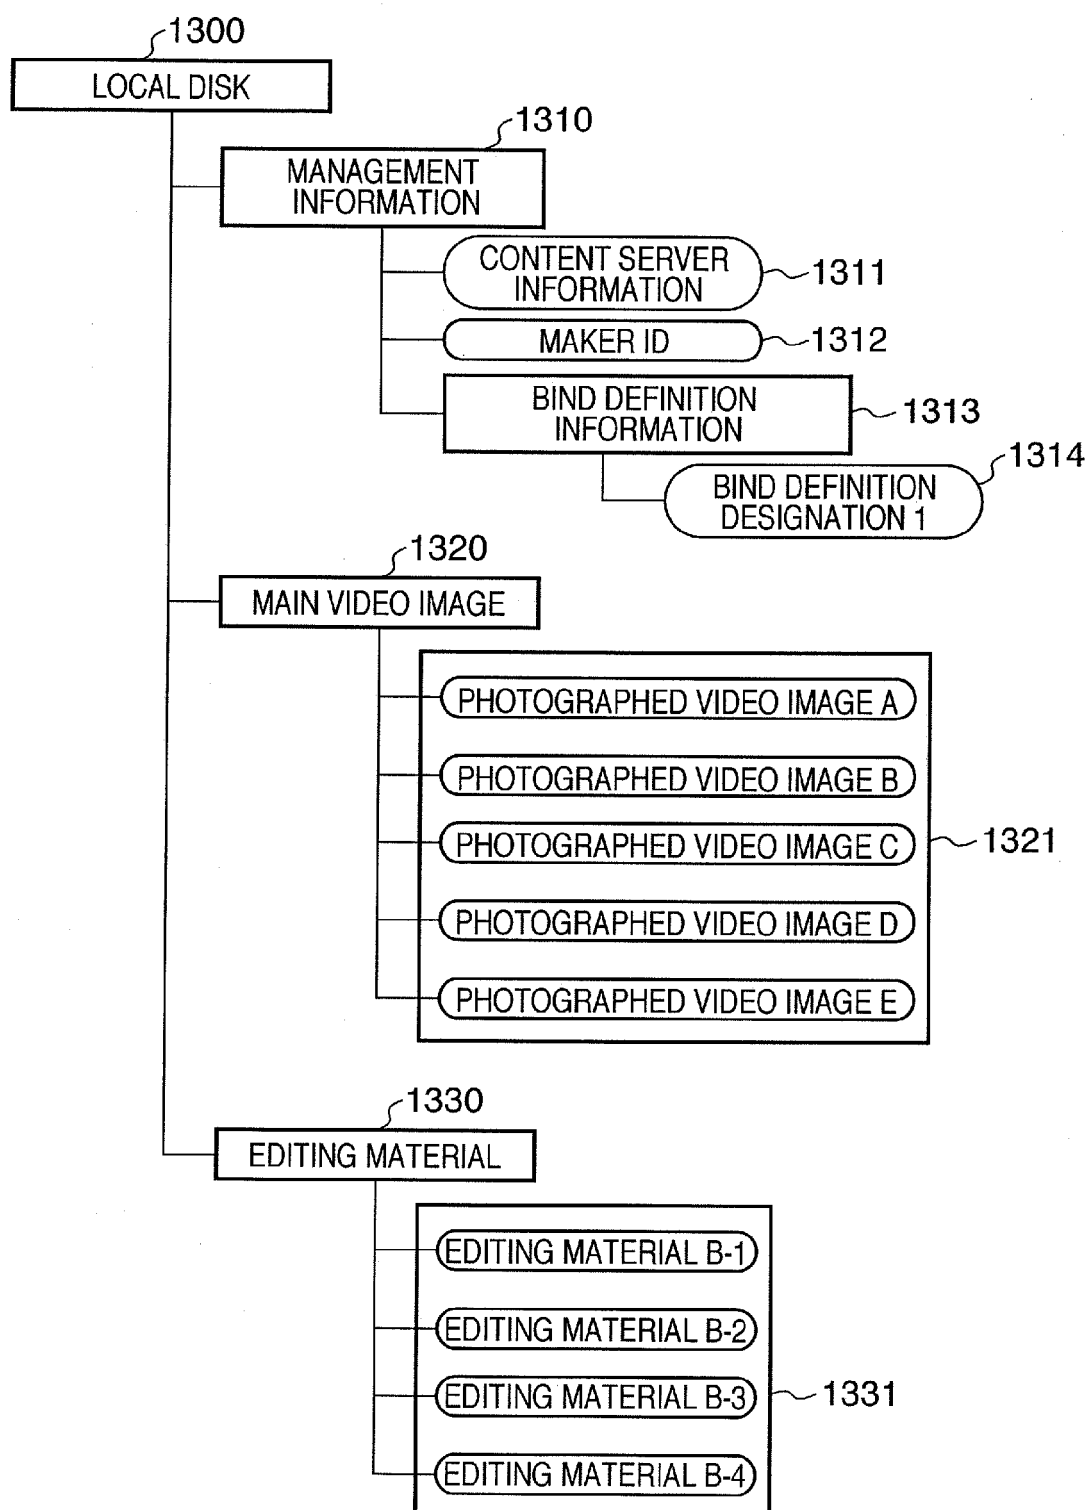 1300
LOCAL DISK
1310
MANAGEMENT
INFORMATION
CONTENT SERVER
INFORMATION
1311
MAKER ID
1312
BIND DEFINITION
INFORMATION
1313
1314
BIND DEFINITION
DESIGNATION 1
1320
MAIN VIDEO IMAGE
PHOTOGRAPHED VIDEO IMAGE A
PHOTOGRAPHED VIDEO IMAGE B
PHOTOGRAPHED VIDEO IMAGE C
1321
PHOTOGRAPHED VIDEO IMAGE D
PHOTOGRAPHED VIDEO IMAGE E
1330
EDITING MATERIAL
EDITING MATERIAL B-1
EDITING MATERIAL B-2
EDITING MATERIAL B-3
1331
EDITING MATERIAL B-4